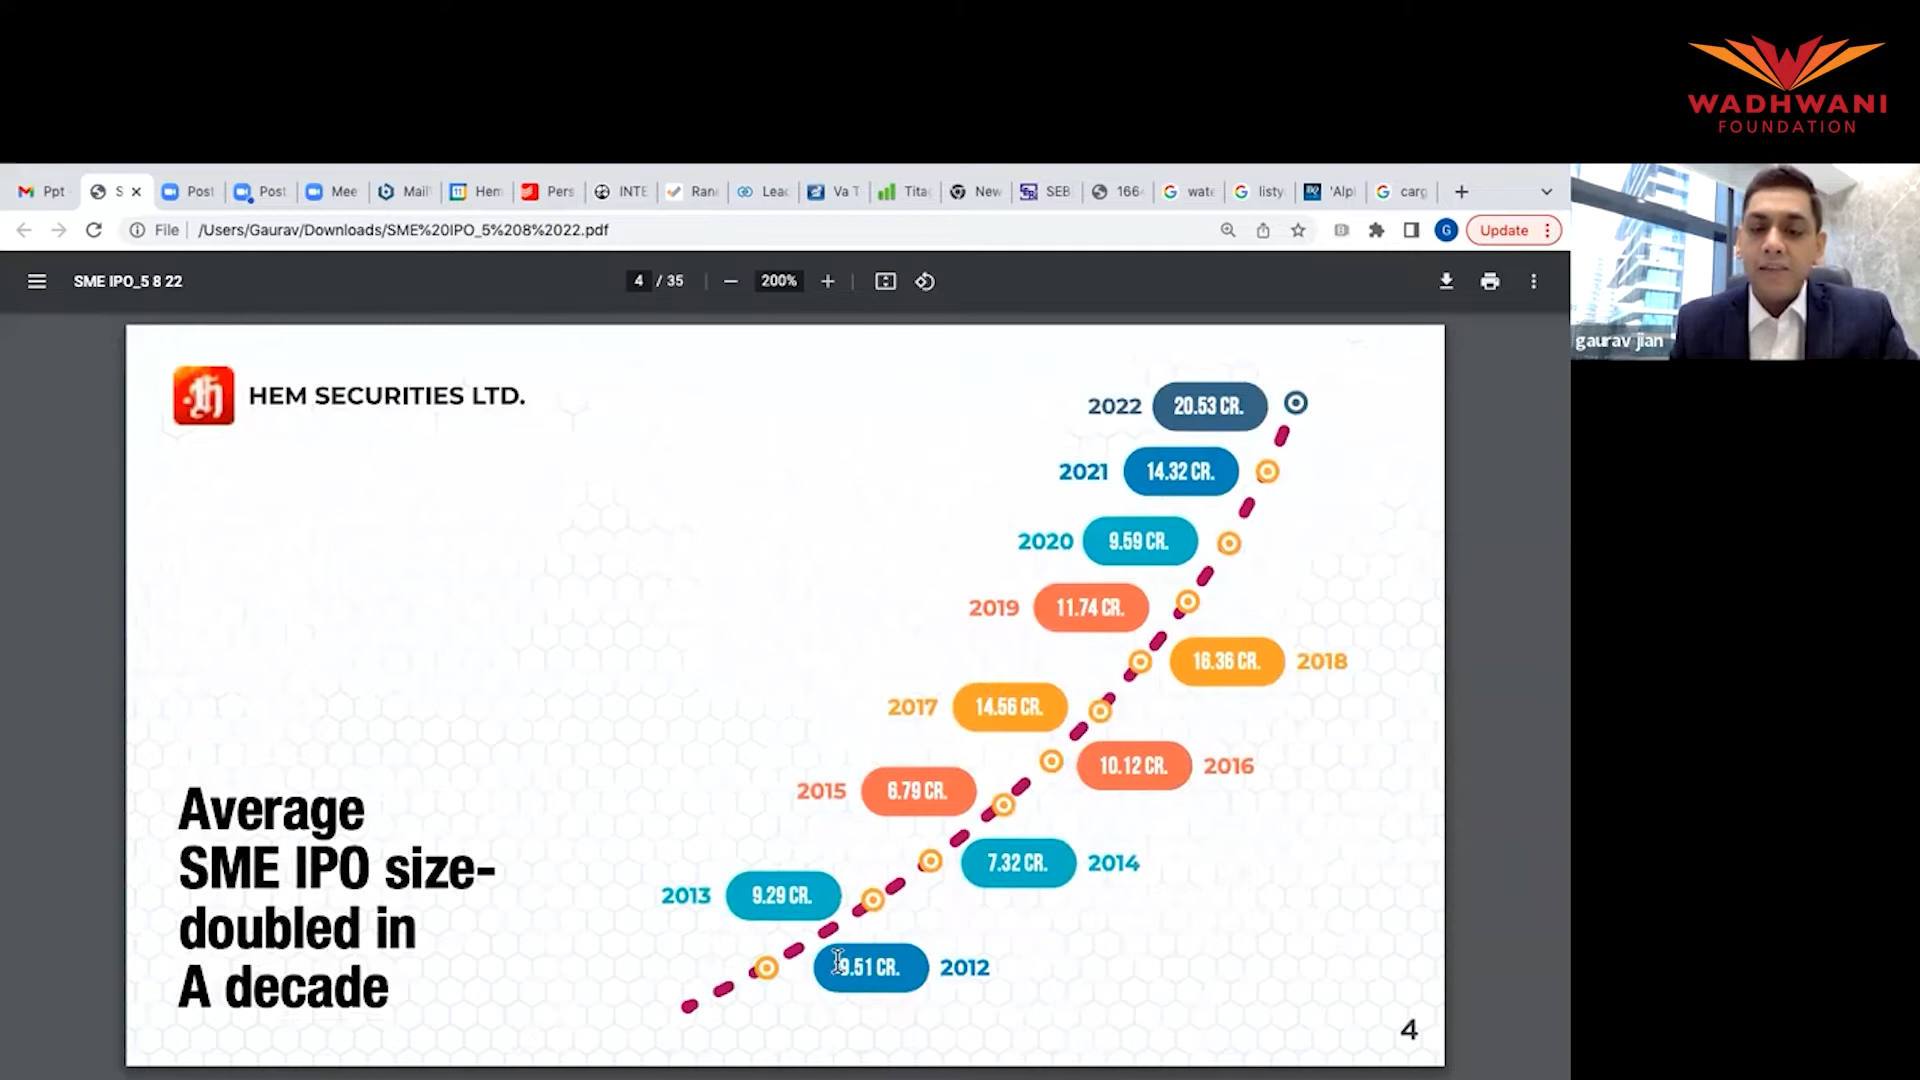 WADHWANI
FOUNDATION
Ppt
S
Post
Post
Mee
Mail
Hem
Pers
INTE
Ran
Lea
Va T
Tita
New
SEB
166
wate
listy
'Alpl
carg
File /Users/Gaurav/Downloads/SME%20IPO_5%208%2022.pdf
G
Update
SME IPO_5 8 22
4 / 35
200%
gaurav jian
HEM SECURITIES LTD.
2022 20.53 CR.
2021 14.32 CR.
2020 9.59 CR.
2019 11.74 CR.
16.36 CR. 2018
2017 14.56 CR.
10.12 CR. 2016
2015 6.79 CR.
7.32 CR. 2014
2013 9.29 CR.
9.51 CR. 2012
Average
SME IPO size-
doubled in
A decade
4